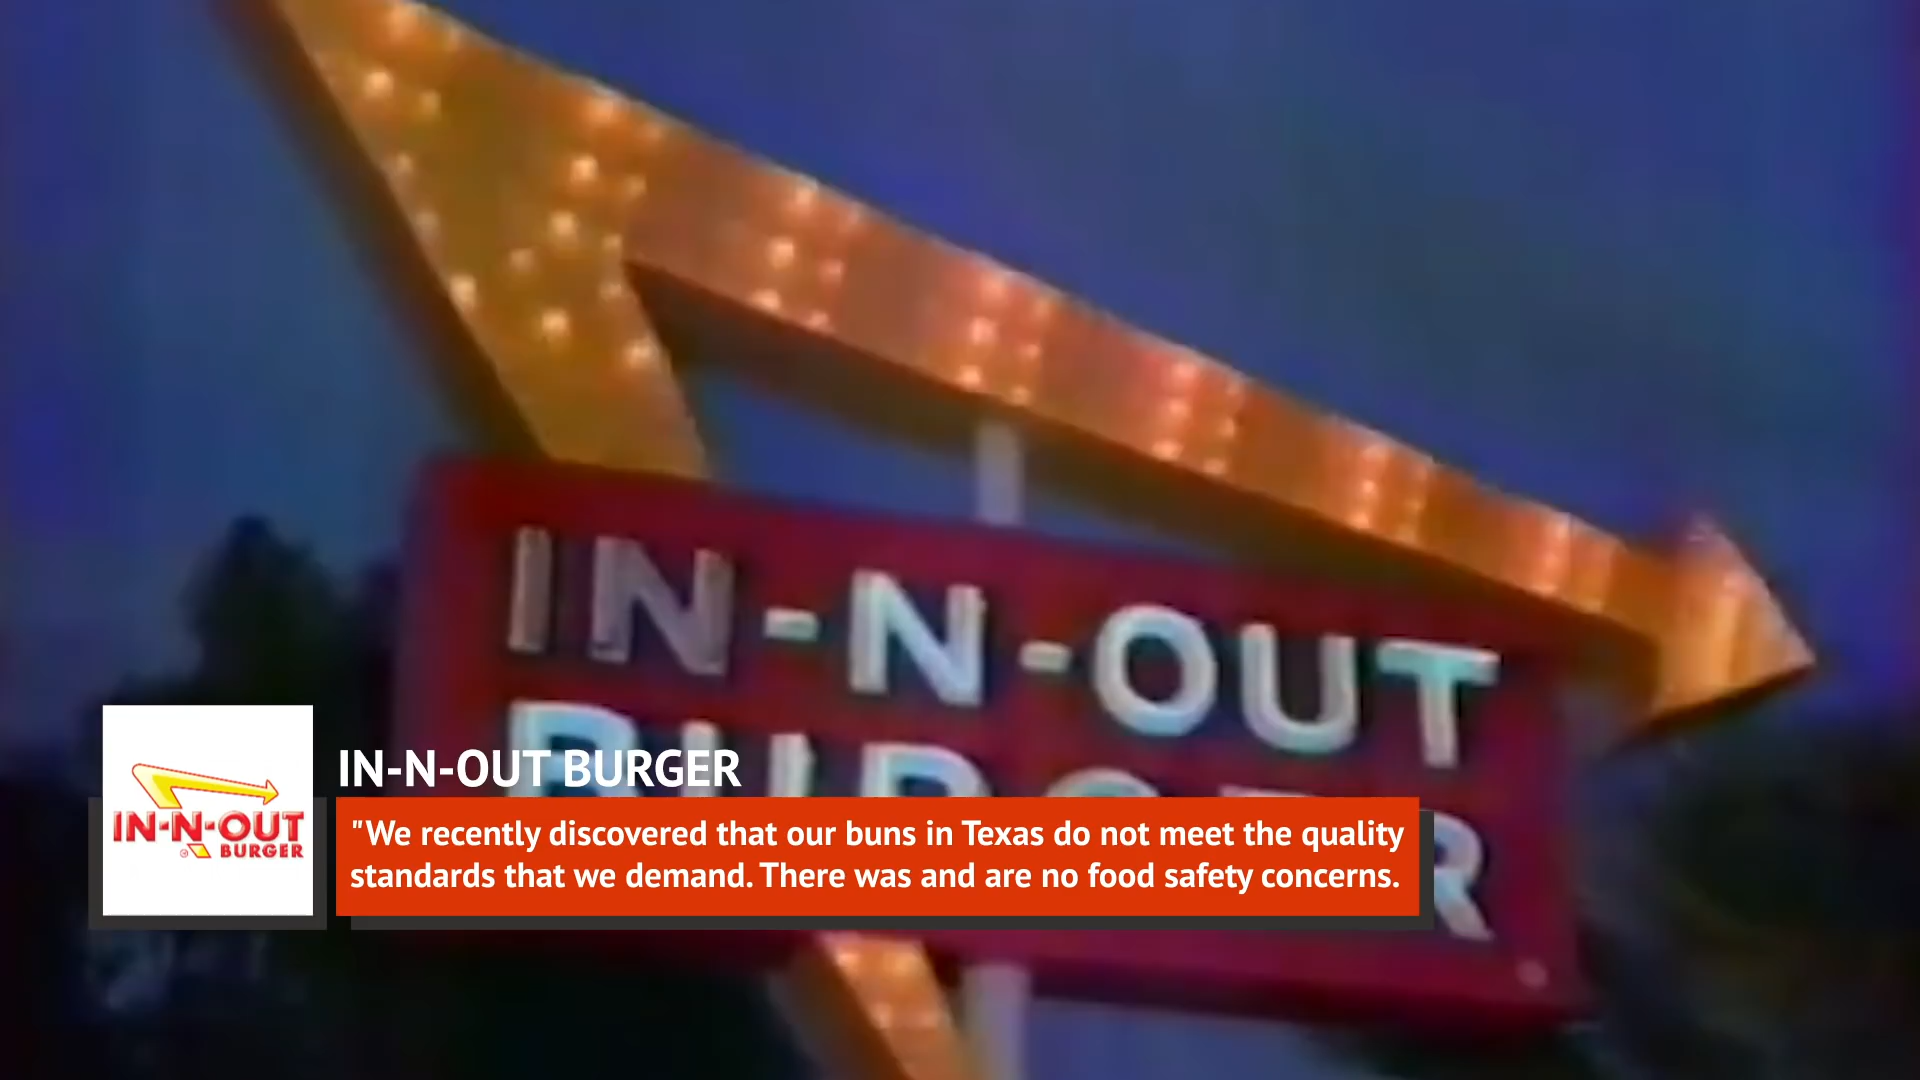 IN-N-OUT
BURGER
IN-N-OUT
BURGER
IN-N-OUT BURGER
"We recently discovered that our buns in Texas do not meet the quality
standards that we demand. There was and are no food safety concerns.